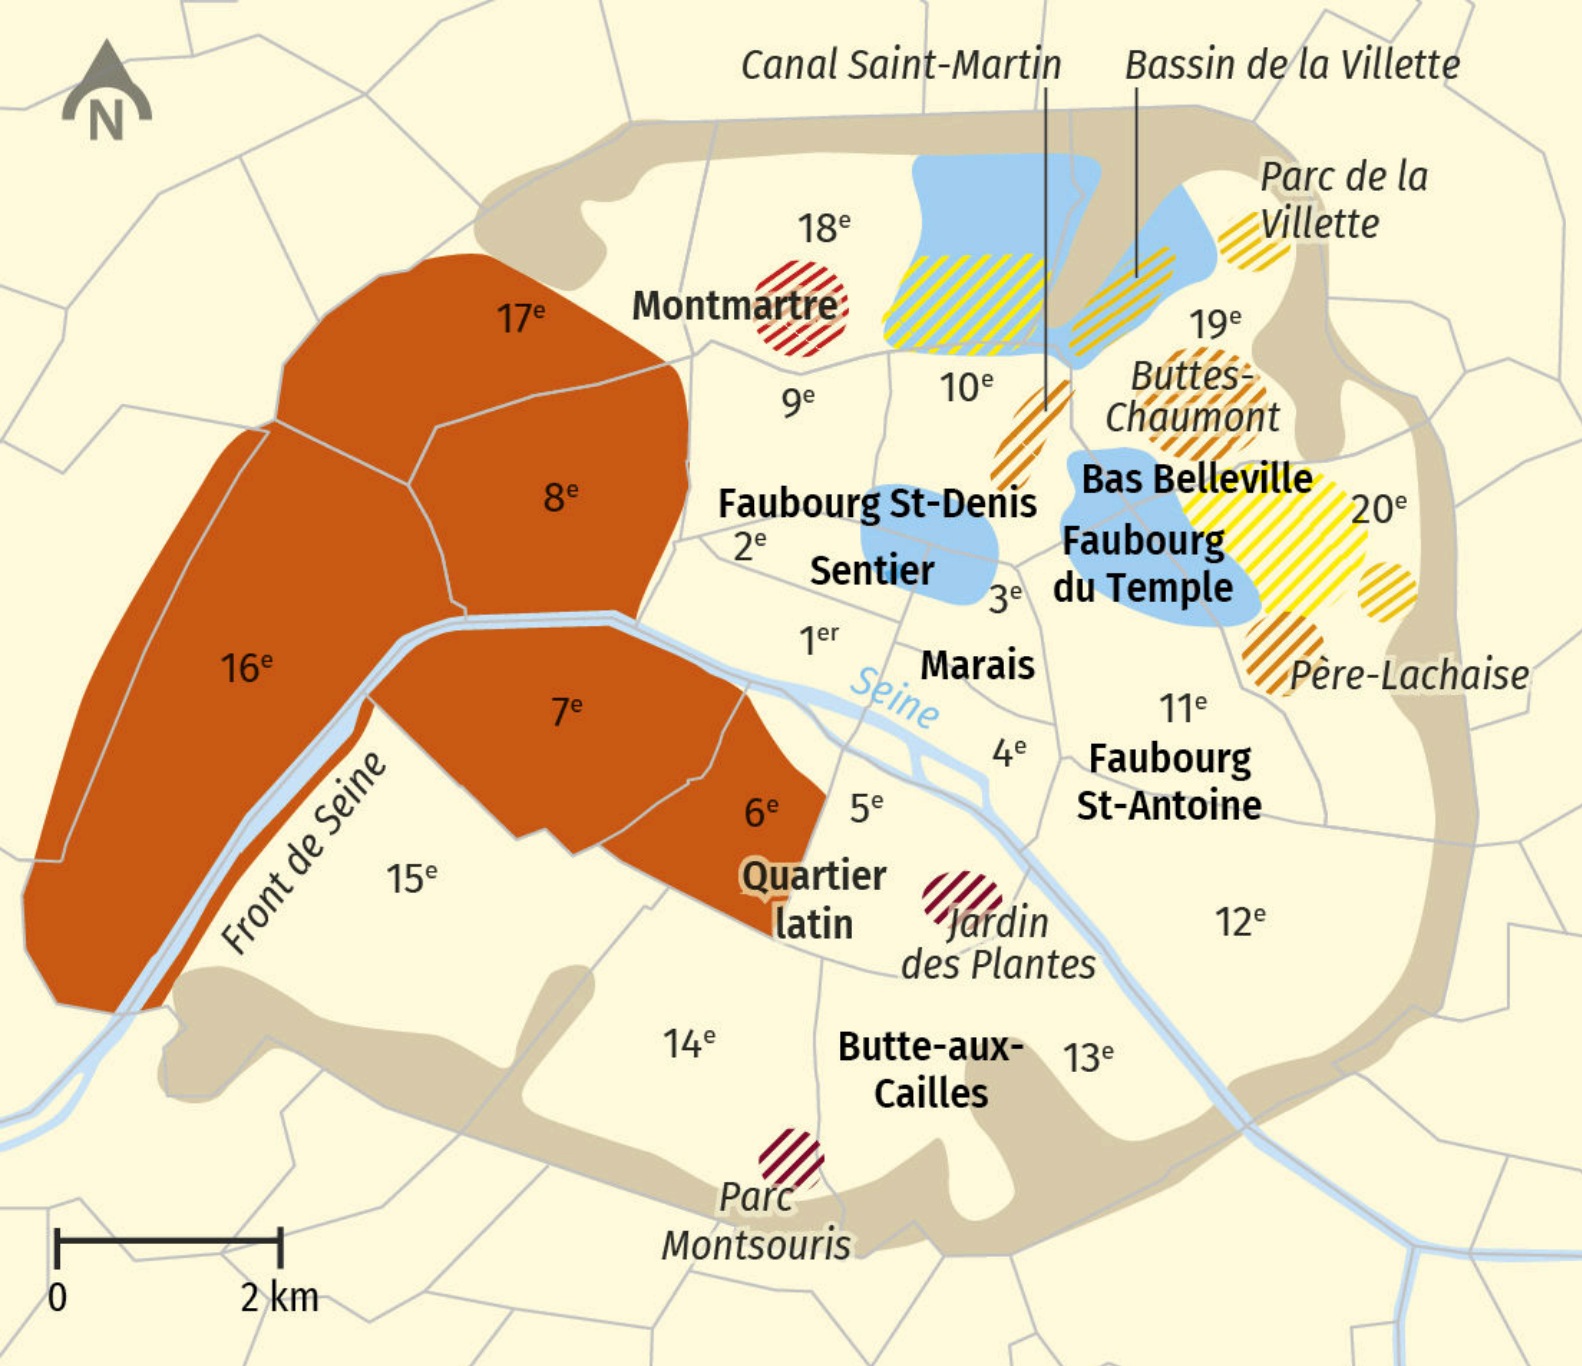 Canal Saint-Martin
Bassin de la Villette
N
Parc de la
Villette
18ᵉ
17ᵉ
Montmartre
19ᵉ
Buttes-
Chaumont
9ᵉ
10ᵉ
8ᵉ
Faubourg St-Denis
Bas Belleville
20ᵉ
2ᵉ
Sentier
Faubourg
du Temple
3ᵉ
1ᵉʳ
16ᵉ
Marais
Père-Lachaise
Seine
7ᵉ
11ᵉ
4ᵉ
Faubourg
St-Antoine
6ᵉ
5ᵉ
Front de Seine
15ᵉ
Quartier
latin
Jardin
des Plantes
12ᵉ
14ᵉ
Butte-aux-
Cailles
13ᵉ
Parc
Montsouris
0
2 km